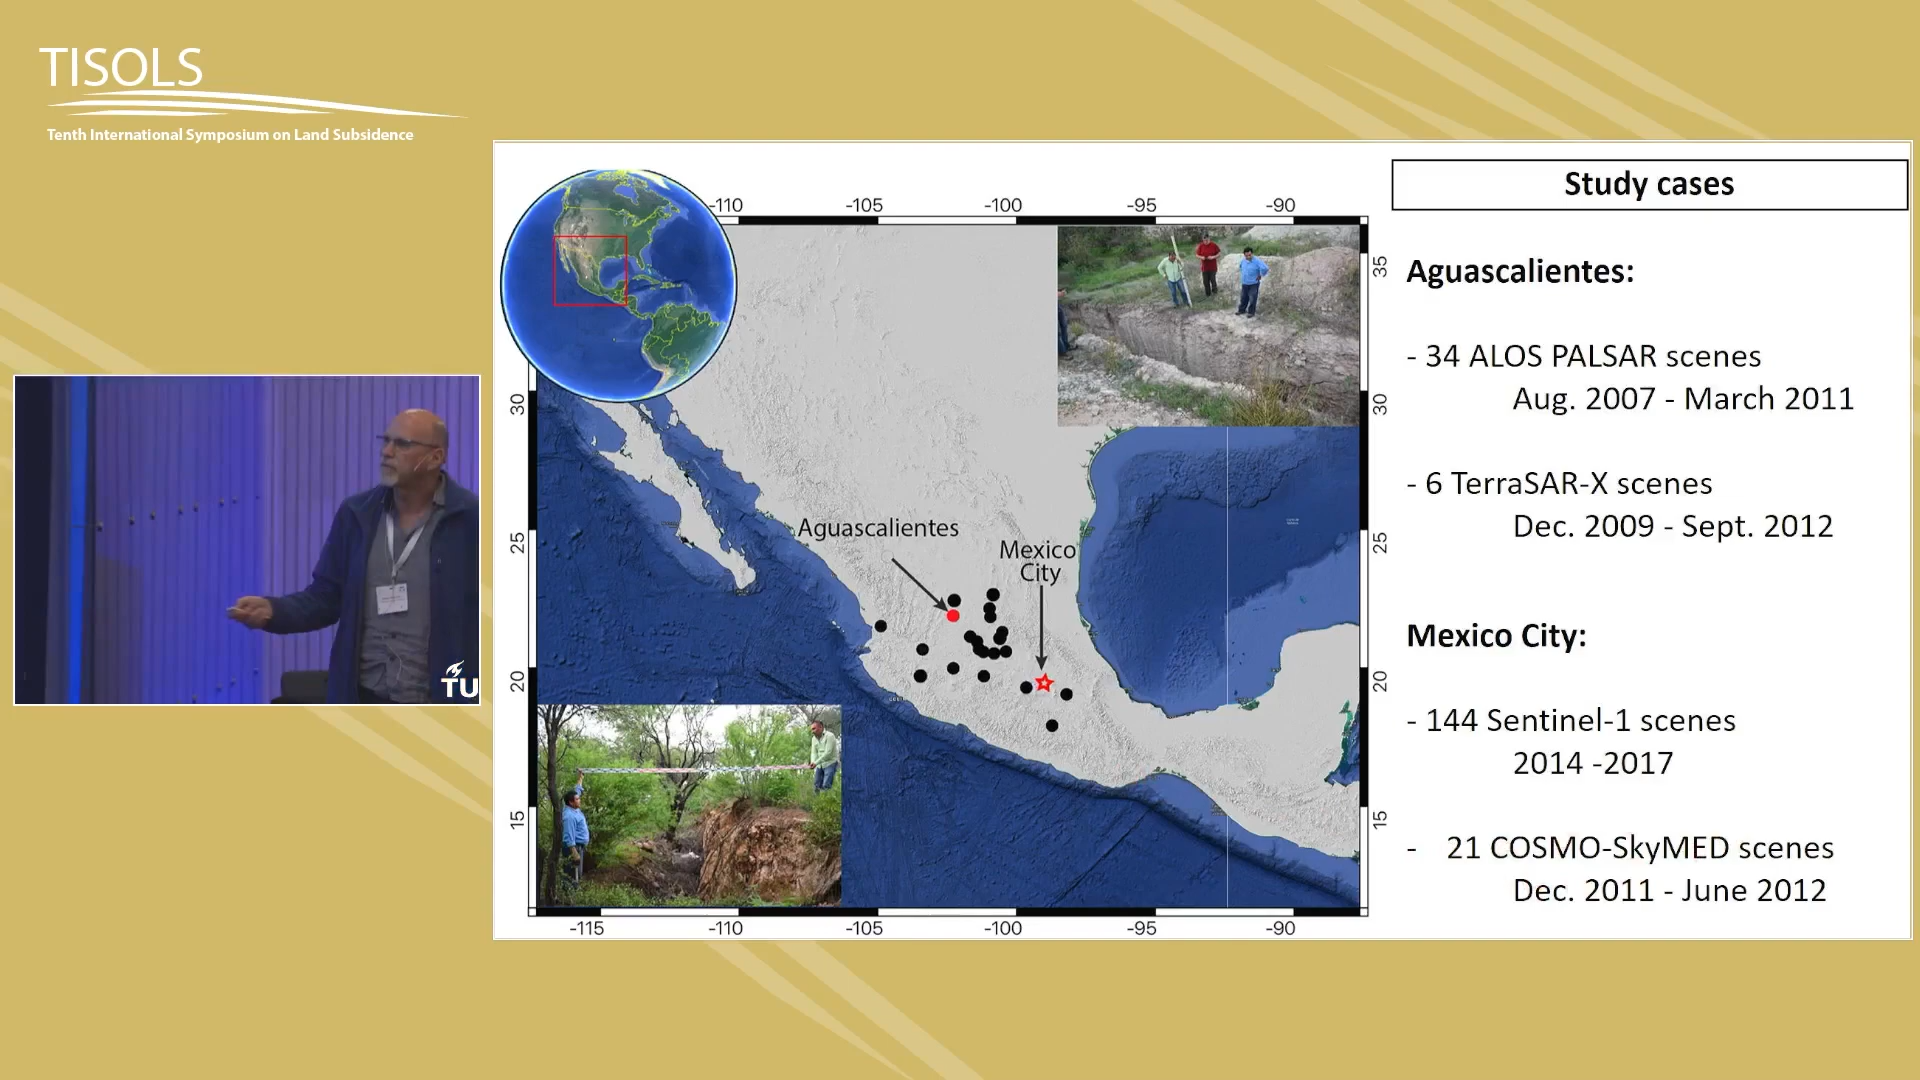 TISOLS
Tenth International Symposium on Land Subsidence
TU
Study cases
Aguascalientes:
- 34 ALOS PALSAR scenes
Aug. 2007 - March 2011
- 6 TerraSAR-X scenes
Dec. 2009 - Sept. 2012
Mexico City:
- 144 Sentinel-1 scenes
2014 -2017
- 21 COSMO-SkyMED scenes
Dec. 2011 - June 2012
-110 -105 -100 -95 -90
35
30 30
25 25
20 20
15 15
Aguascalientes
Mexico
City
-115 -110 -105 -100 -95 -90